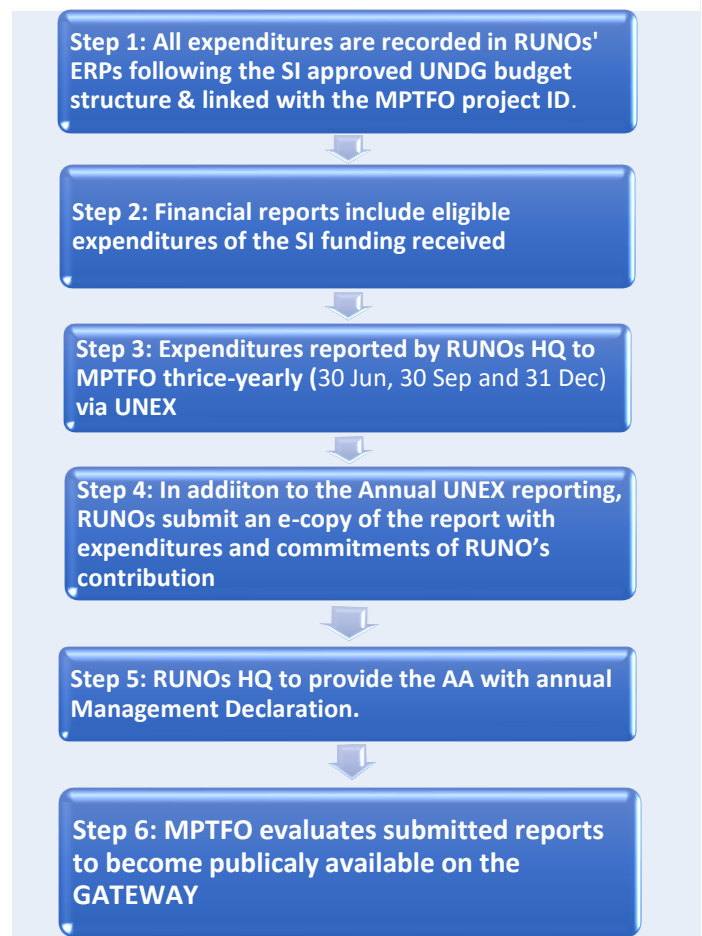 Step 1: All expenditures are recorded in RUNOs'
ERPs following the SI approved UNDG budget
structure & linked with the MPTFO project ID.
Step 2: Financial reports include eligible
expenditures of the SI funding received
Step 3: Expenditures reported by RUNOs HQ to
MPTFO thrice-yearly (30 Jun, 30 Sep and 31 Dec)
via UNEX
Step 4: In addiiton to the Annual UNEX reporting,
RUNOs submit an e-copy of the report with
expenditures and commitments of RUNO’s
contribution
Step 5: RUNOs HQ to provide the AA with annual
Management Declaration.
Step 6: MPTFO evaluates submitted reports
to become publicaly available on the
GATEWAY